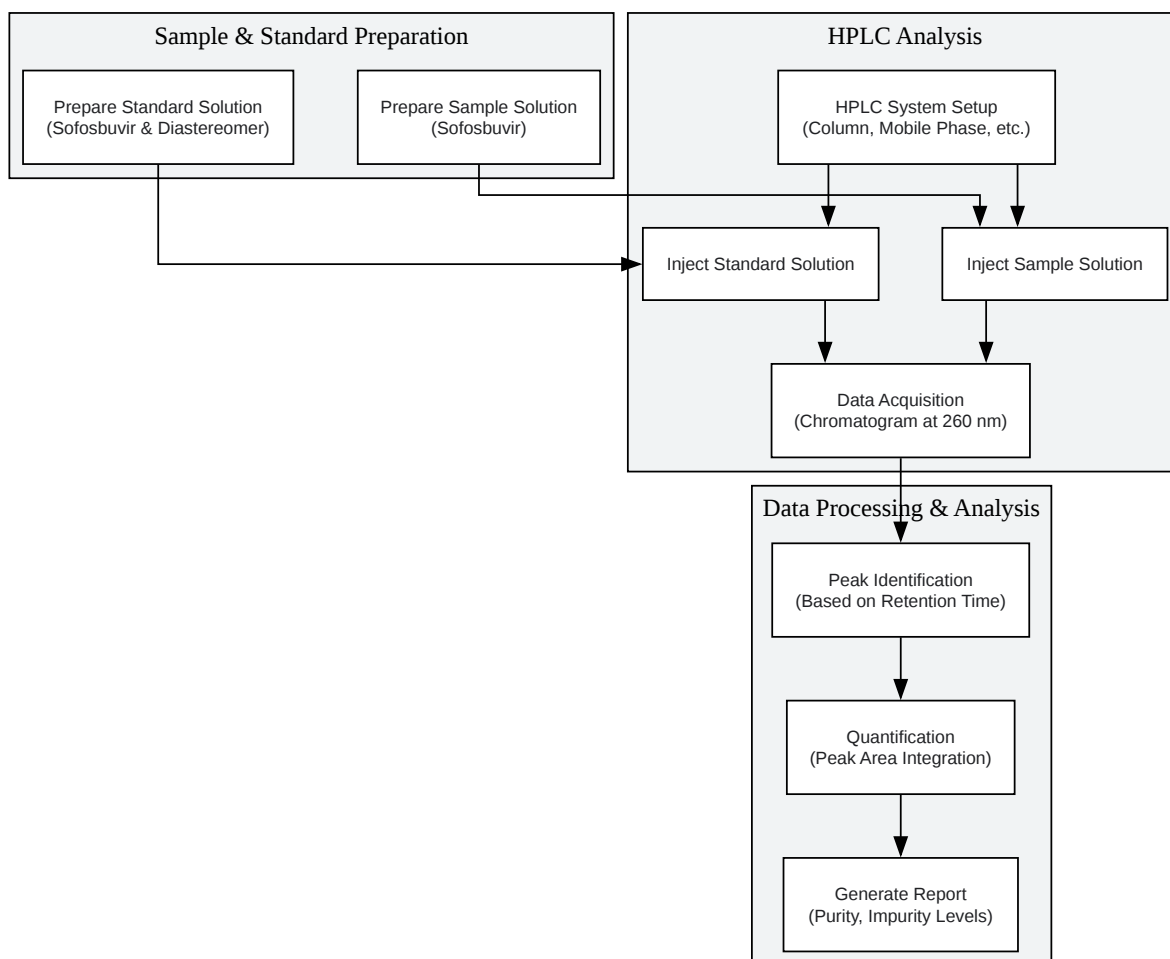 Sample & Standard Preparation
Prepare Standard Solution
(Sofosbuvir & Diastereomer)
Prepare Sample Solution
(Sofosbuvir)
HPLC Analysis
HPLC System Setup
(Column, Mobile Phase, etc.)
Inject Standard Solution
Inject Sample Solution
Data Acquisition
(Chromatogram at 260 nm)
Data Processing & Analysis
Peak Identification
(Based on Retention Time)
Quantification
(Peak Area Integration)
Generate Report
(Purity, Impurity Levels)